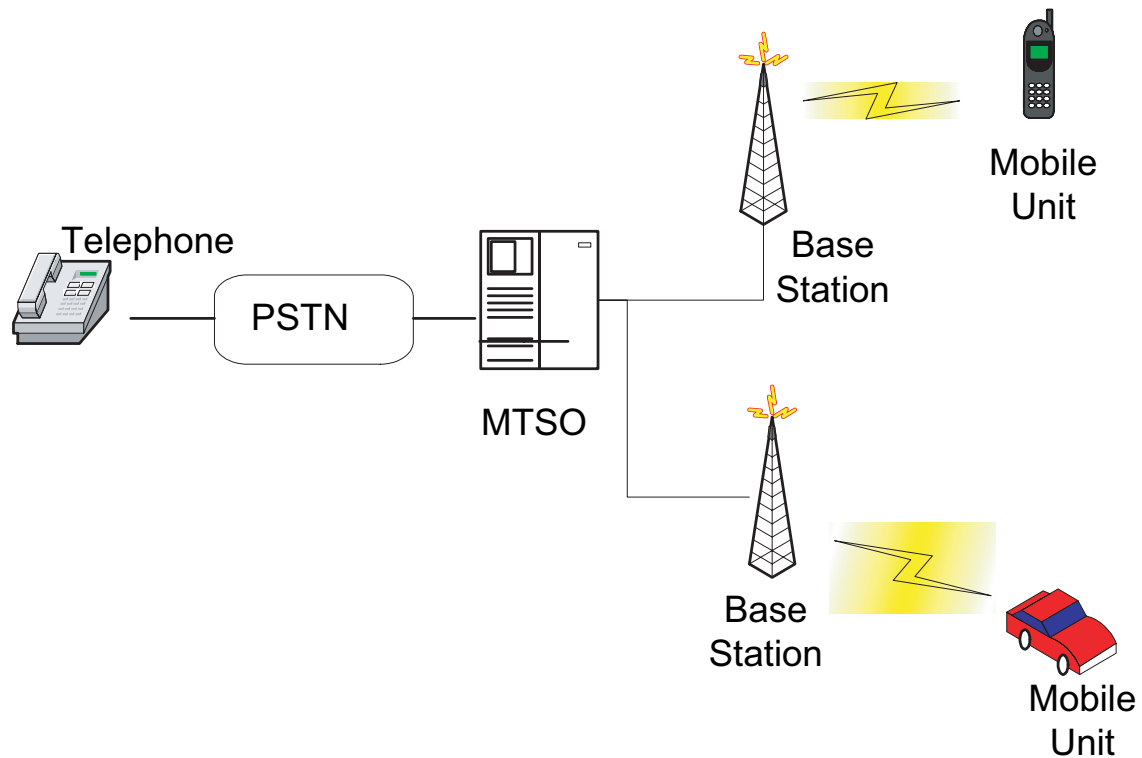 Telephone
PSTN
MTSO
Base
Station
Mobile
Unit
Base
Station
Mobile
Unit